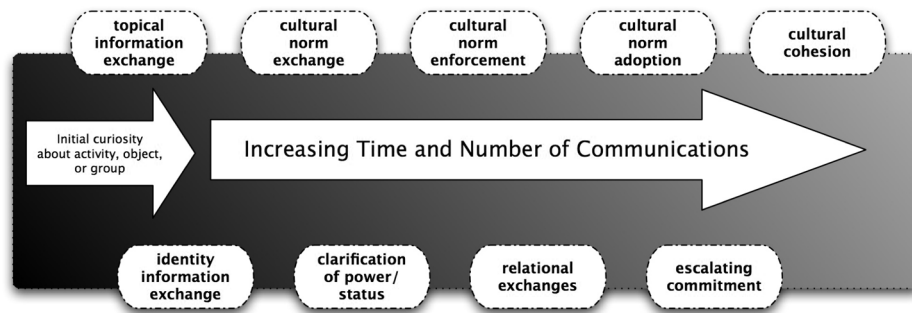 topical
information
exchange
cultural
norm
exchange
cultural
norm
enforcement
cultural
norm
adoption
cultural
cohesion
Initial curiosity
about activity, object,
or group
Increasing Time and Number of Communications
identity
information
exchange
clarification
of power/
status
relational
exchanges
escalating
commitment